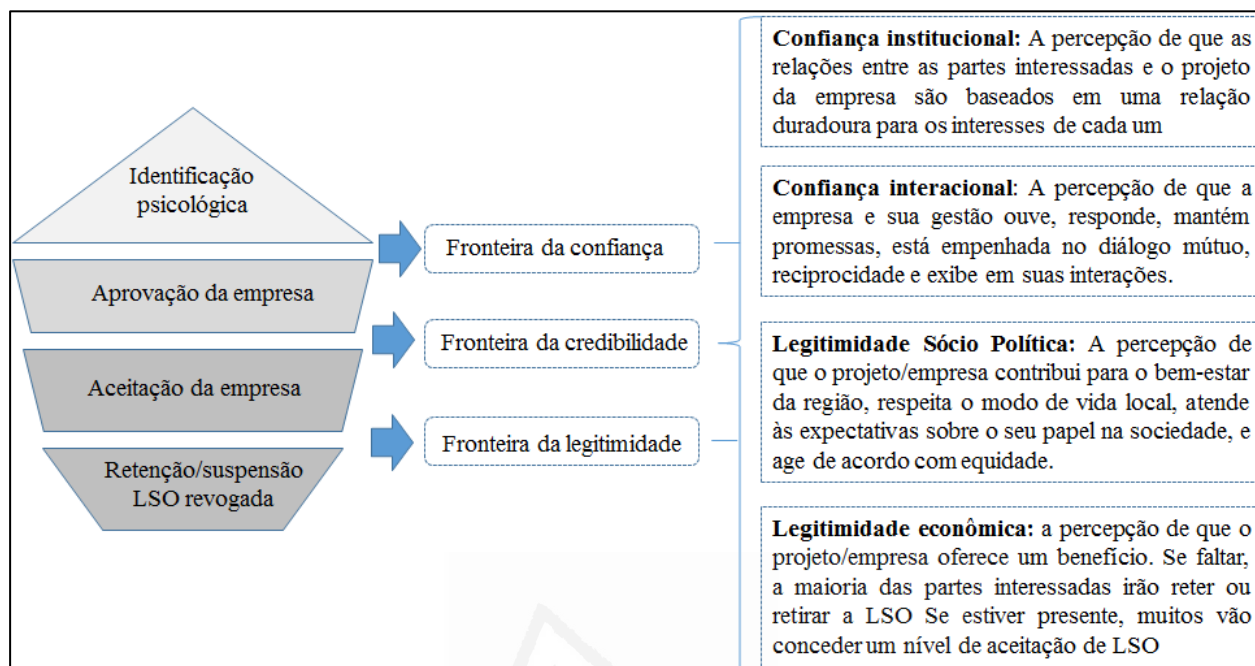 Identificação
psicológica
Aprovação da empresa
Aceitação da empresa
Retenção/suspensão
LSO revogada
Fronteira da confiança
Fronteira da credibilidade
Fronteira da legitimidade
Confiança institucional: A percepção de que as
relações entre as partes interessadas e o projeto
da empresa são baseados em uma relação
duradoura para os interesses de cada um
Confiança interacional: A percepção de que a
empresa e sua gestão ouve, responde, mantém
promessas, está empenhada no diálogo mútuo,
reciprocidade e exibe em suas interações.
Legitimidade Sócio Política: A percepção de
que o projeto/empresa contribui para o bem-estar
da região, respeita o modo de vida local, atende
às expectativas sobre o seu papel na sociedade, e
age de acordo com equidade.
Legitimidade econômica: a percepção de que o
projeto/empresa oferece um benefício. Se faltar,
a maioria das partes interessadas irão reter ou
retirar a LSO Se estiver presente, muitos vão
conceder um nível de aceitação de LSO